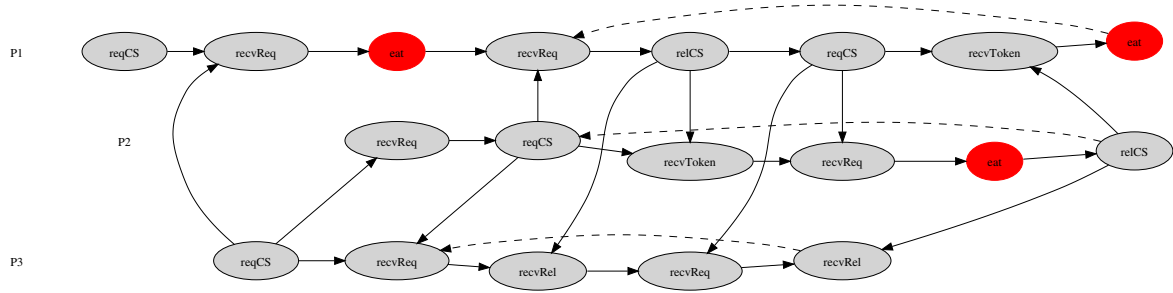 P1 reqCS recvReq eat recvReq relCS reqCS recvToken eat
P2 recvReq reqCS recvToken recvReq eat relCS
P3 reqCS recvReq recvRel recvReq recvRel